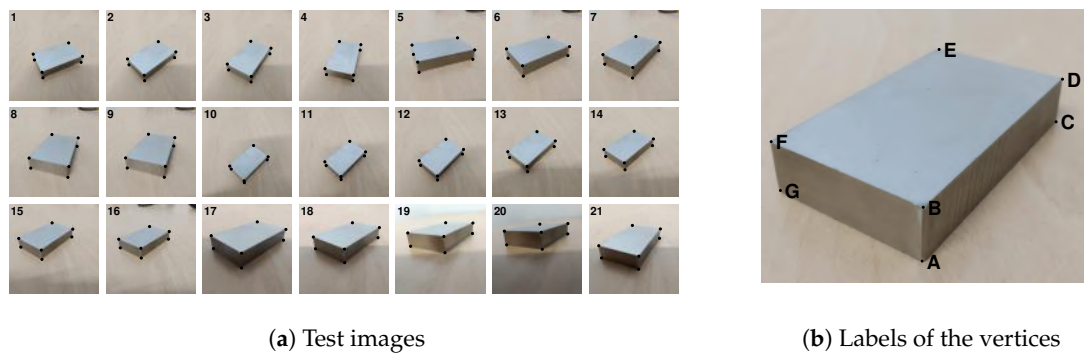 1 2 3 4 5 6 7
8 9 10 11 12 13 14
15 16 17 18 19 20 21
E
D
C
F
G
B
A
(a) Test images
(b) Labels of the vertices